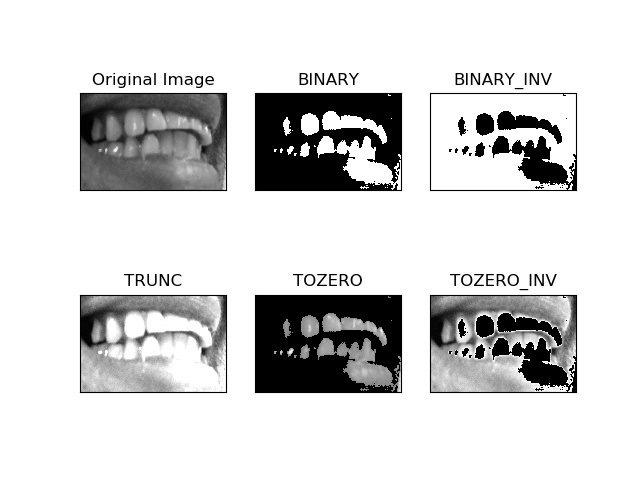 Original Image
BINARY
BINARY_INV
TRUNC
TOZERO
TOZERO_INV